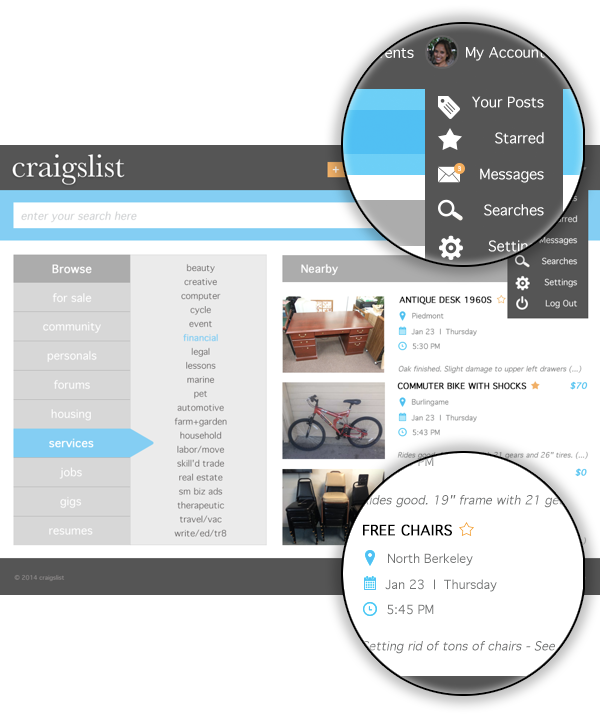 ents
My Account
Your Posts
Starred
3
Messages
Searches
Settin
craigslist
+
enter your search here
Messages
Searches
Settings
Log Out
Browse
for sale
community
personals
forums
housing
services
jobs
gigs
resumes
beauty
creative
computer
cycle
event
financial
legal
lessons
marine
pet
automotive
farm+garden
household
labor/move
skill'd trade
real estate
sm biz ads
therapeutic
travel/vac
write/ed/tr8
Nearby
ANTIQUE DESK 1960S
Piedmont
Jan 23 | Thursday
5:30 PM
Oak finished. Slight damage to upper left drawers (...)
COMMUTER BIKE WITH SHOCKS
$70
Burlingame
Jan 23 | Thursday
5:43 PM
Rides good. 19" frame with 21 gears and 26" tires. (...)
$0
PM
Rides good. 19" frame with 21 ge
FREE CHAIRS
North Berkeley
Jan 23 | Thursday
5:45 PM
Getting rid of tons of chairs - See
© 2014 craigslist